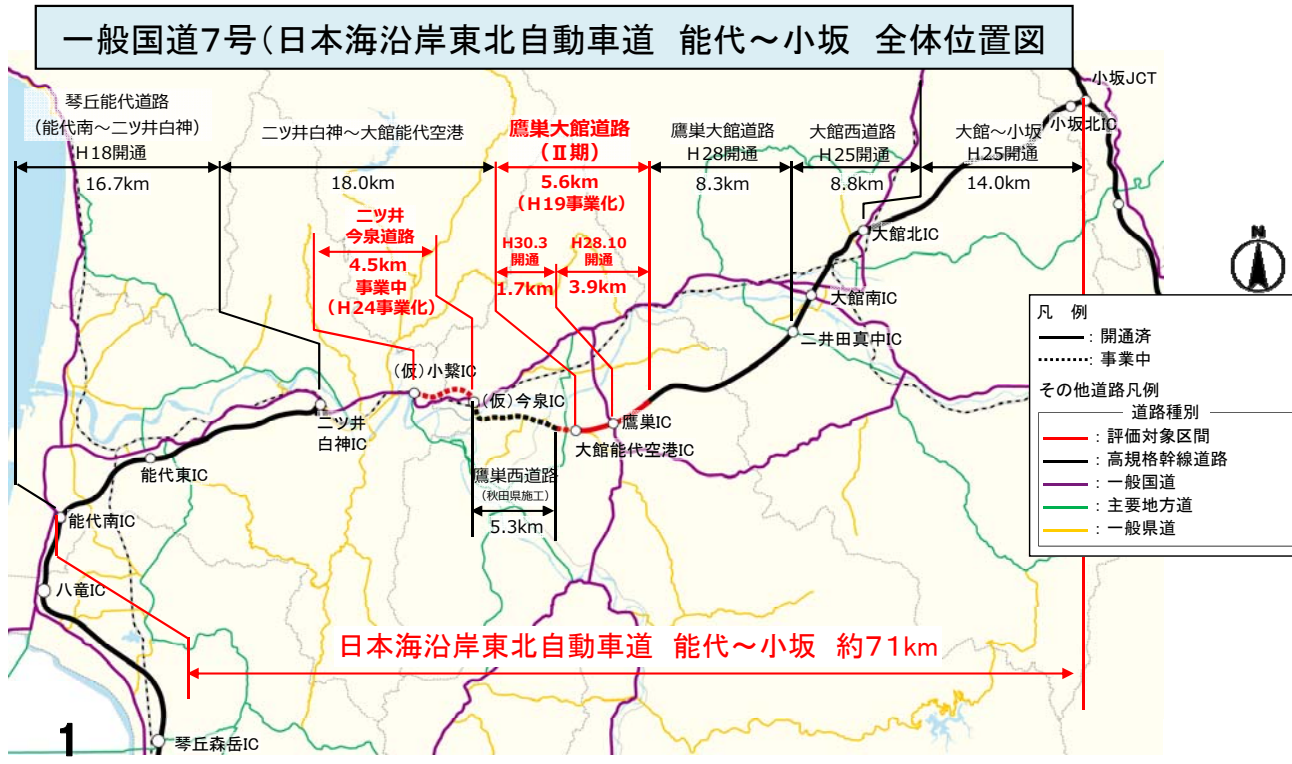 一般国道7号(日本海沿岸東北自動車道 能代～小坂 全体位置図
琴丘能代道路
(能代南～二ツ井白神)
H18開通
16.7km
二ツ井白神～大館能代空港
18.0km
鷹巣大館道路
(Ⅱ期)
5.6km
(H19事業化)
鷹巣大館道路
H28開通
8.3km
大館西道路
H25開通
8.8km
大館～小坂
H25開通
14.0km
小坂JCT
小坂北IC
二ツ井
今泉道路
4.5km
事業中
(H24事業化)
H30.3
開通
1.7km
H28.10
開通
3.9km
大館北IC
大館南IC
二井田真中IC
N
凡 例
：開通済
：事業中
その他道路凡例
道路種別
：評価対象区間
：高規格幹線道路
：一般国道
：主要地方道
：一般県道
(仮)小繋IC
(仮)今泉IC
二ツ井
白神IC
鷹巣IC
大館能代空港IC
能代東IC
鷹巣西道路
(秋田県施工)
5.3km
能代南IC
八竜IC
日本海沿岸東北自動車道 能代～小坂 約71km
琴丘森岳IC
1